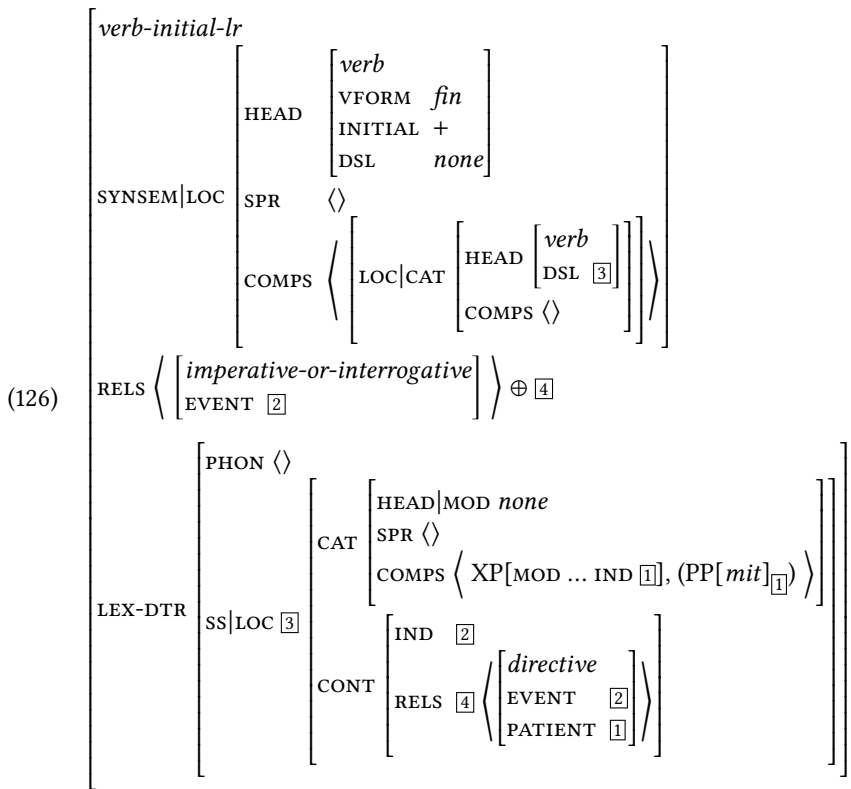 verb-initial-lr
verb
VFORM fin
HEAD
INITIAL +
DSL none
SYNSEM|LOC SPR ⟨⟩
verb
HEAD
DSL 3
COMPS ⟨ LOC|CAT ⟩
COMPS ⟨⟩
imperative-or-interrogative
RELS ⟨ ⟩ ⊕ 4
(126) EVENT 2
PHON ⟨⟩
HEAD|MOD none
CAT SPR ⟨⟩
COMPS ⟨ XP[MOD … IND 1], (PP[mit]1) ⟩
LEX-DTR SS|LOC 3
IND 2
directive
CONT RELS 4 ⟨ EVENT 2 ⟩
PATIENT 1